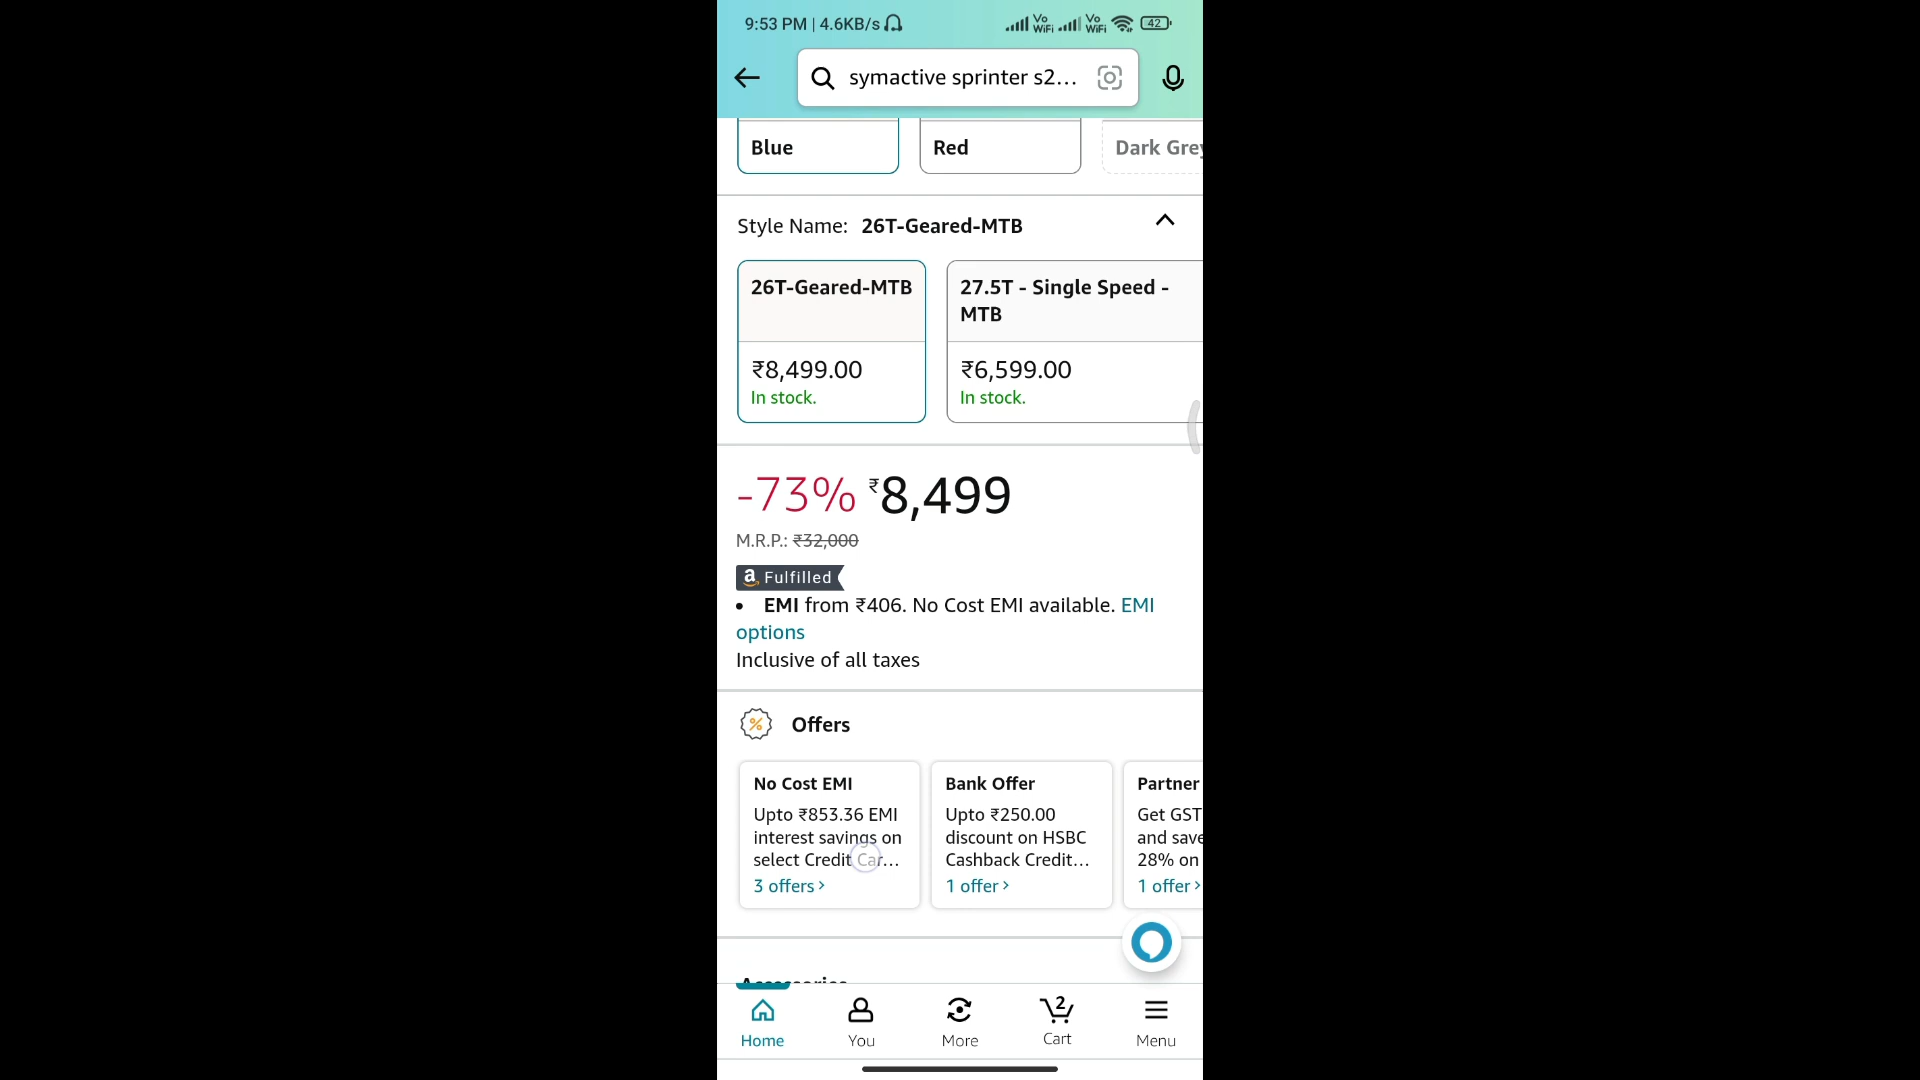 9:53 PM | 4.6KB/s
Vo WiFi Vo WiFi 42
symactive sprinter s2...
Blue Red Dark Grey
Style Name: 26T-Geared-MTB
26T-Geared-MTB
₹8,499.00
In stock.
27.5T - Single Speed -
MTB
₹6,599.00
In stock.
-73% ₹8,499
M.R.P.: ₹32,000
a Fulfilled
• EMI from ₹406. No Cost EMI available. EMI
options
Inclusive of all taxes
% Offers
No Cost EMI
Upto ₹853.36 EMI
interest savings on
select Credit Car...
3 offers ›
Bank Offer
Upto ₹250.00
discount on HSBC
Cashback Credit...
1 offer ›
Partner
Get GST
and save
28% on
1 offer ›
Accessories
Home
You
More
2
Cart
Menu